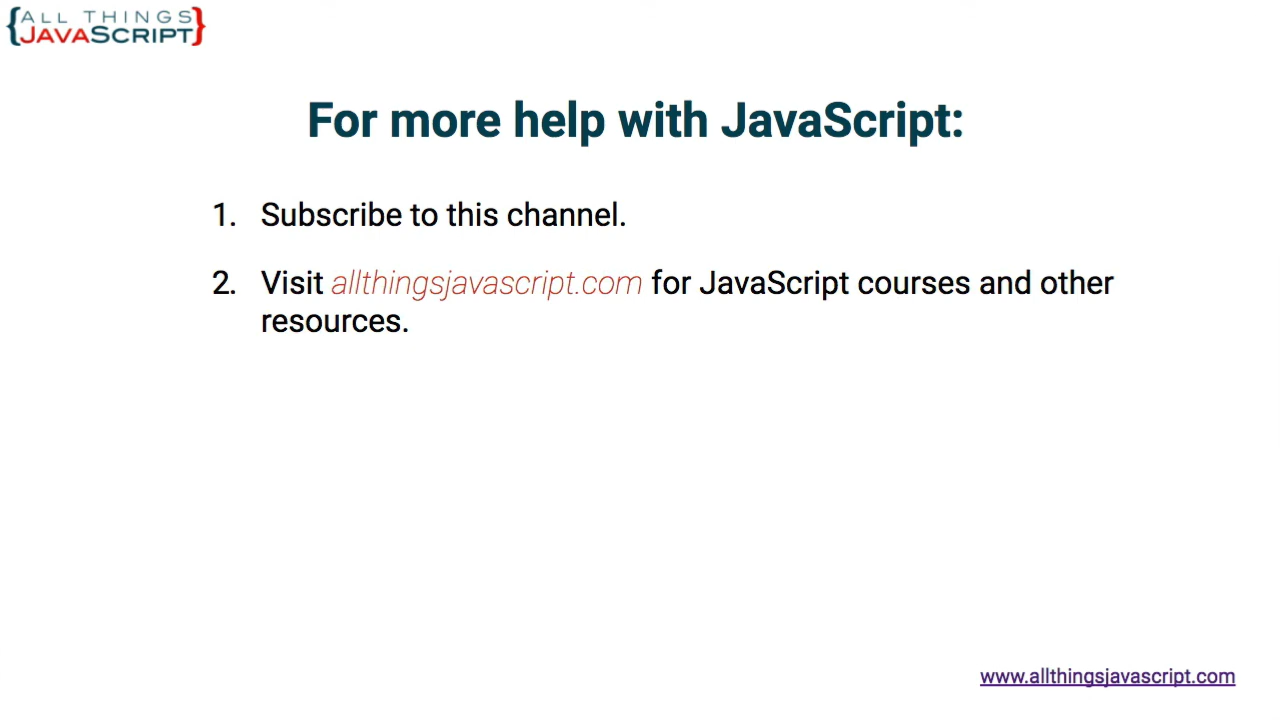 {ALL THINGS
JAVASCRIPT}
For more help with JavaScript:
1. Subscribe to this channel.
2. Visit allthingsjavascript.com for JavaScript courses and other
resources.
www.allthingsjavascript.com